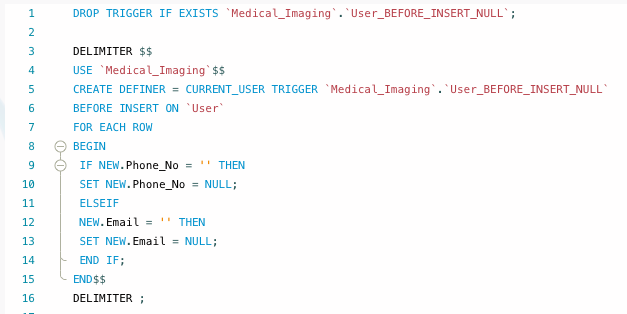 1 DROP TRIGGER IF EXISTS `Medical_Imaging`.`User_BEFORE_INSERT_NULL`;
2
3 DELIMITER $$
4 USE `Medical_Imaging`$$
5 CREATE DEFINER = CURRENT_USER TRIGGER `Medical_Imaging`.`User_BEFORE_INSERT_NULL`
6 BEFORE INSERT ON `User`
7 FOR EACH ROW
8 BEGIN
9 IF NEW.Phone_No = '' THEN
10 SET NEW.Phone_No = NULL;
11 ELSEIF
12 NEW.Email = '' THEN
13 SET NEW.Email = NULL;
14 END IF;
15 END$$
16 DELIMITER ;